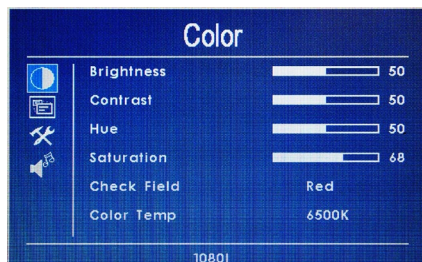 Color
Brightness 50
Contrast 50
Hue 50
Saturation 68
Check Field Red
Color Temp 6500K
1080I